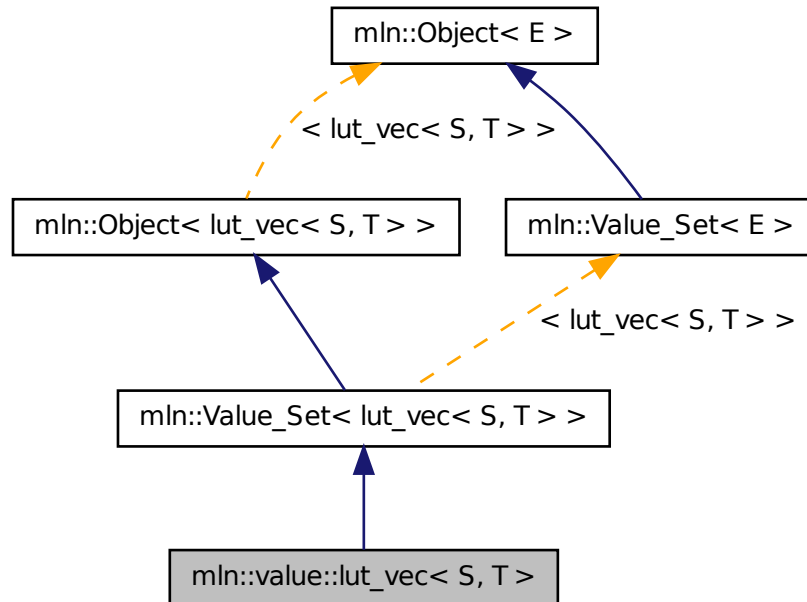 mln::Object< E >
< lut_vec< S, T > >
mln::Object< lut_vec< S, T > >
mln::Value_Set< E >
< lut_vec< S, T > >
mln::Value_Set< lut_vec< S, T > >
mln::value::lut_vec< S, T >